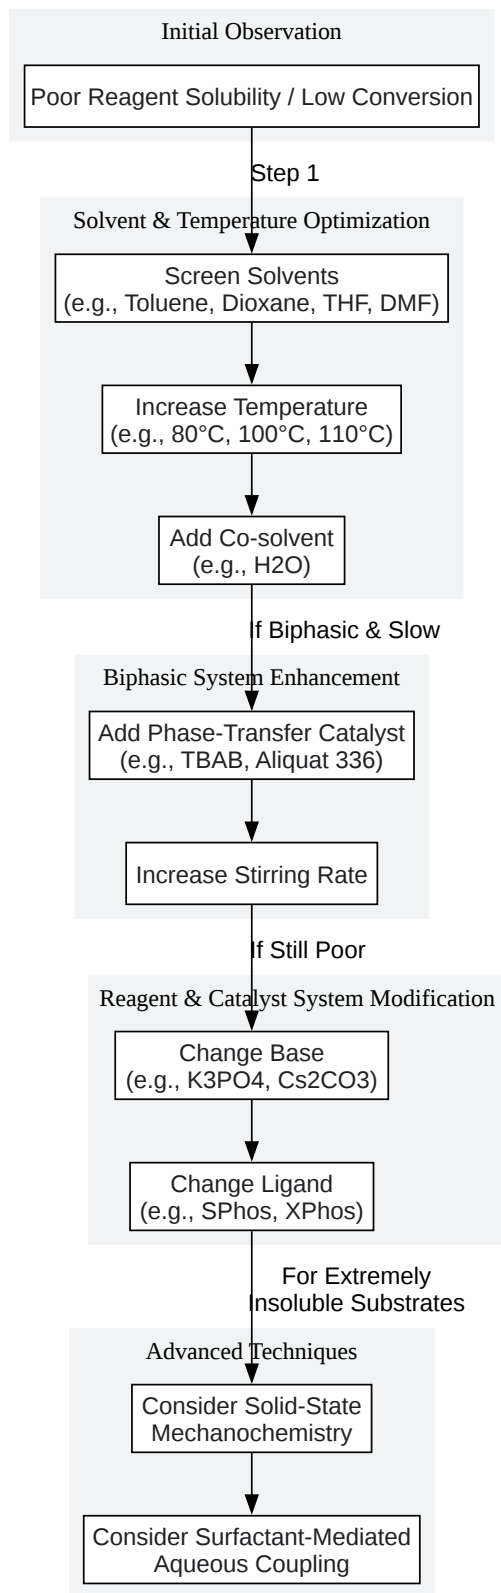 Initial Observation
Poor Reagent Solubility / Low Conversion
Step 1
Solvent & Temperature Optimization
Screen Solvents
(e.g., Toluene, Dioxane, THF, DMF)
Increase Temperature
(e.g., 80°C, 100°C, 110°C)
Add Co-solvent
(e.g., H2O)
If Biphasic & Slow
Biphasic System Enhancement
Add Phase-Transfer Catalyst
(e.g., TBAB, Aliquat 336)
Increase Stirring Rate
If Still Poor
Reagent & Catalyst System Modification
Change Base
(e.g., K3PO4, Cs2CO3)
Change Ligand
(e.g., SPhos, XPhos)
For Extremely
Insoluble Substrates
Advanced Techniques
Consider Solid-State
Mechanochemistry
Consider Surfactant-Mediated
Aqueous Coupling